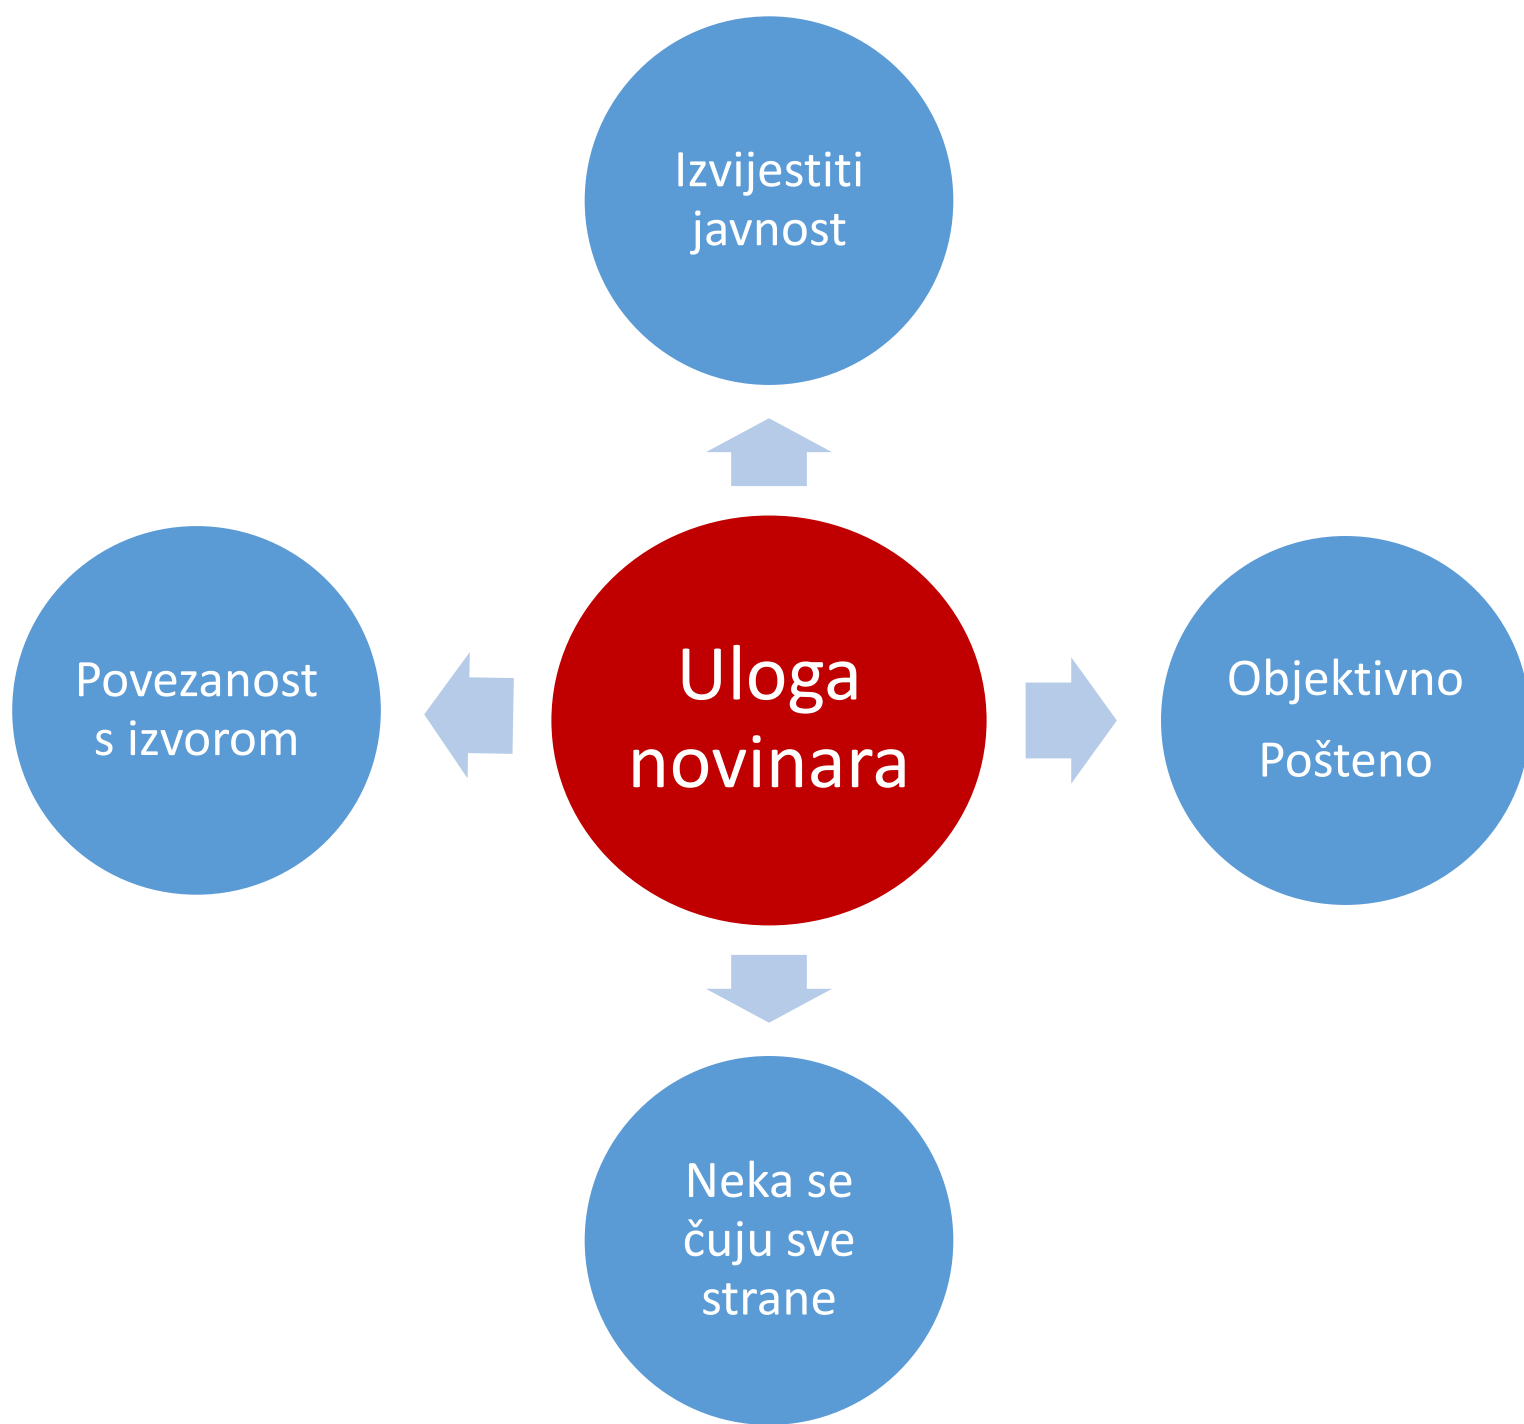 Izvijestiti
javnost
Povezanost
s izvorom
Uloga
novinara
Objektivno
Pošteno
Neka se
čuju sve
strane